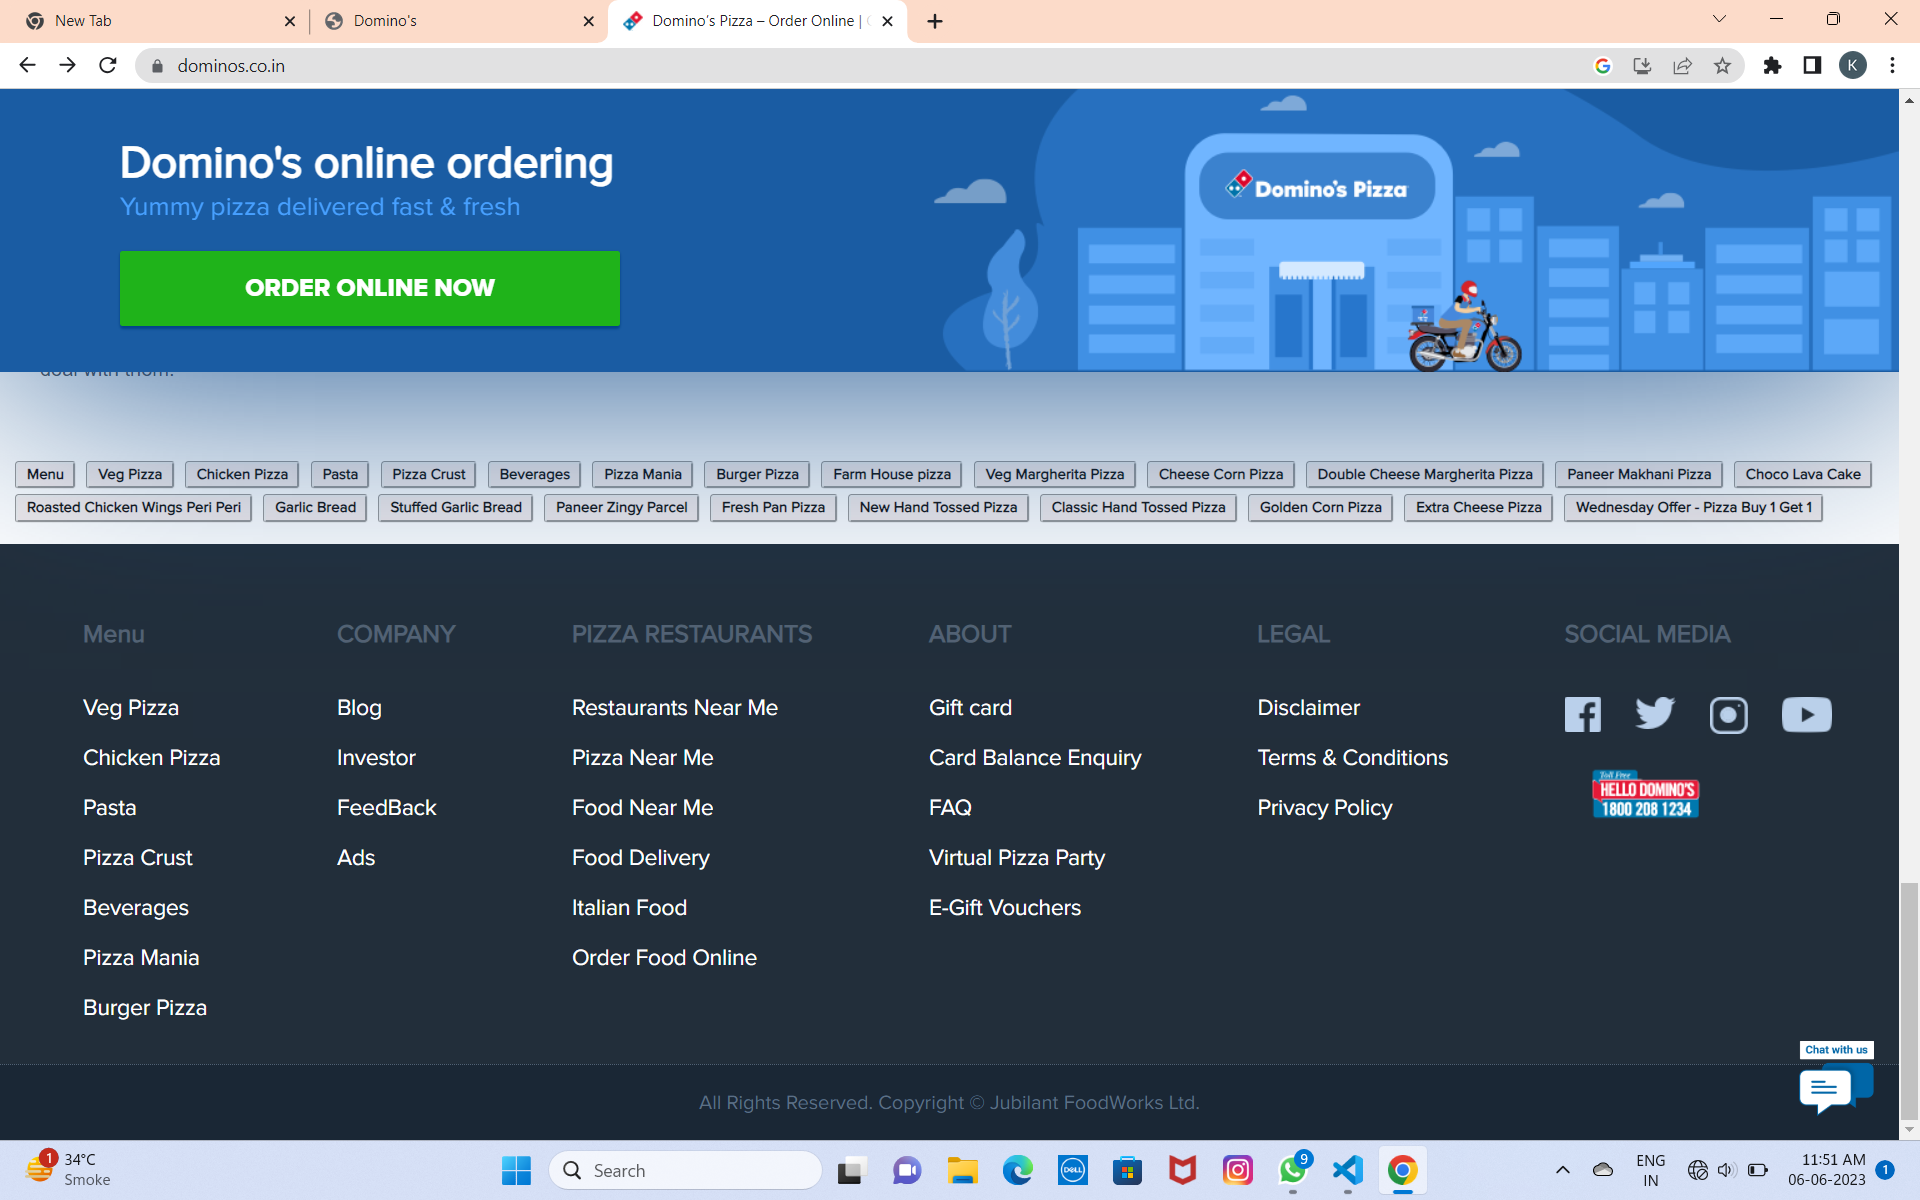 New Tab
Domino's
Domino's Pizza – Order Online |
dominos.co.in
K
Domino's online ordering
Yummy pizza delivered fast & fresh
ORDER ONLINE NOW
Domino's Pizza
deal with them.
Menu Veg Pizza Chicken Pizza Pasta Pizza Crust Beverages Pizza Mania Burger Pizza Farm House pizza Veg Margherita Pizza Cheese Corn Pizza Double Cheese Margherita Pizza Paneer Makhani Pizza Choco Lava Cake
Roasted Chicken Wings Peri Peri Garlic Bread Stuffed Garlic Bread Paneer Zingy Parcel Fresh Pan Pizza New Hand Tossed Pizza Classic Hand Tossed Pizza Golden Corn Pizza Extra Cheese Pizza Wednesday Offer - Pizza Buy 1 Get 1
Menu
Veg Pizza
Chicken Pizza
Pasta
Pizza Crust
Beverages
Pizza Mania
Burger Pizza
COMPANY
Blog
Investor
FeedBack
Ads
PIZZA RESTAURANTS
Restaurants Near Me
Pizza Near Me
Food Near Me
Food Delivery
Italian Food
Order Food Online
ABOUT
Gift card
Card Balance Enquiry
FAQ
Virtual Pizza Party
E-Gift Vouchers
LEGAL
Disclaimer
Terms & Conditions
Privacy Policy
SOCIAL MEDIA
Toll Free
HELLO DOMINO'S
1800 208 1234
Chat with us
All Rights Reserved. Copyright © Jubilant FoodWorks Ltd.
1
34°C
Smoke
Search
DELL
9
ENG
IN
11:51 AM
06-06-2023
1